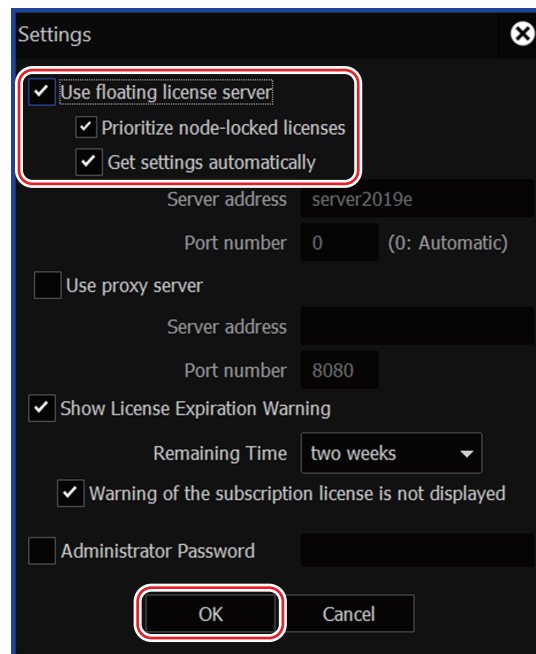 Settings
Use floating license server
Prioritize node-locked licenses
Get settings automatically
Server address server2019e
Port number 0 (0: Automatic)
Use proxy server
Server address
Port number 8080
Show License Expiration Warning
Remaining Time two weeks
Warning of the subscription license is not displayed
Administrator Password
OK Cancel